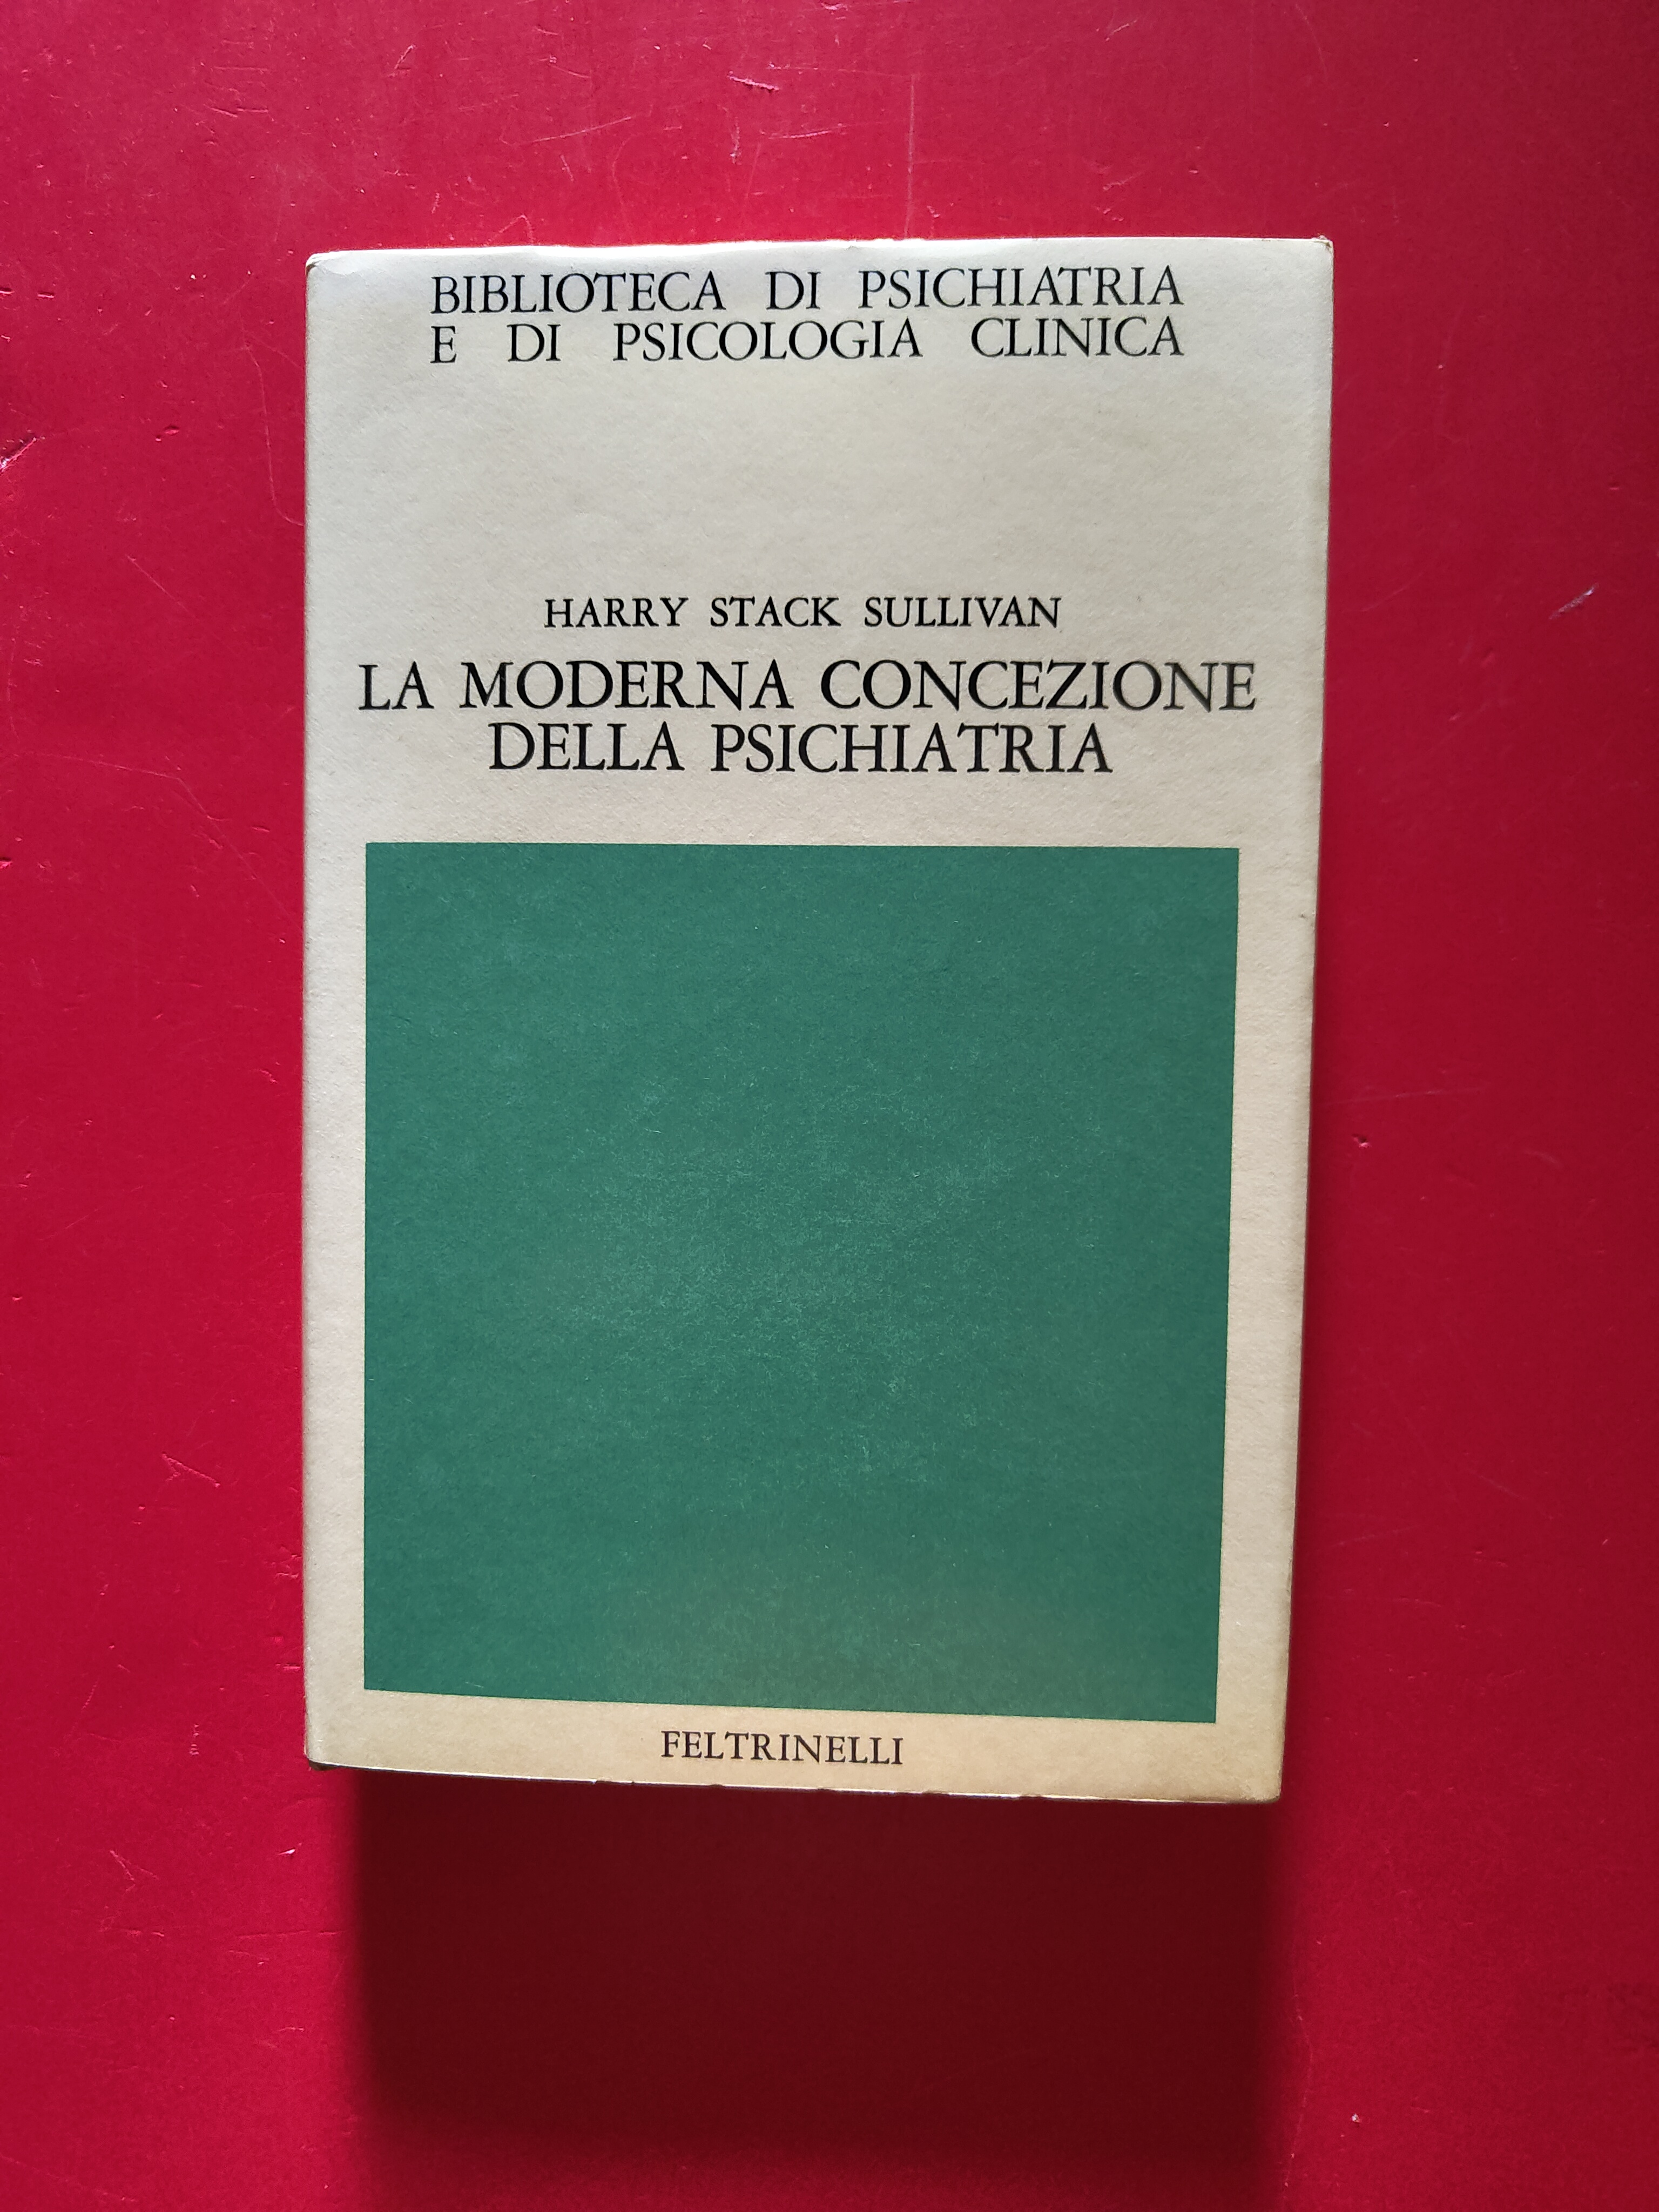 BIBLIOTECA DI PSICHIATRIA
E DI PSICOLOGIA CLINICA
HARRY STACK SULLIVAN
LA MODERNA CONCEZIONE
DELLA PSICHIATRIA
FELTRINELLI